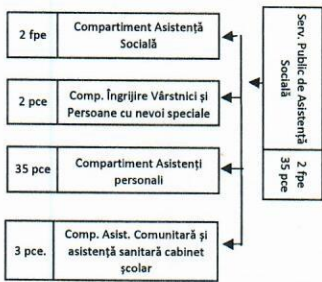 2 fpe
Compartiment Asistență
Socială
2 pce
Comp. Îngrijire Vârstnici și
Persoane cu nevoi speciale
35 pce
Compartiment Asistenți
personali
3 pce.
Comp. Asist. Comunitară și
asistență sanitară cabinet
școlar
Serv. Public de Asistență
Socială
2 fpe
35 pce